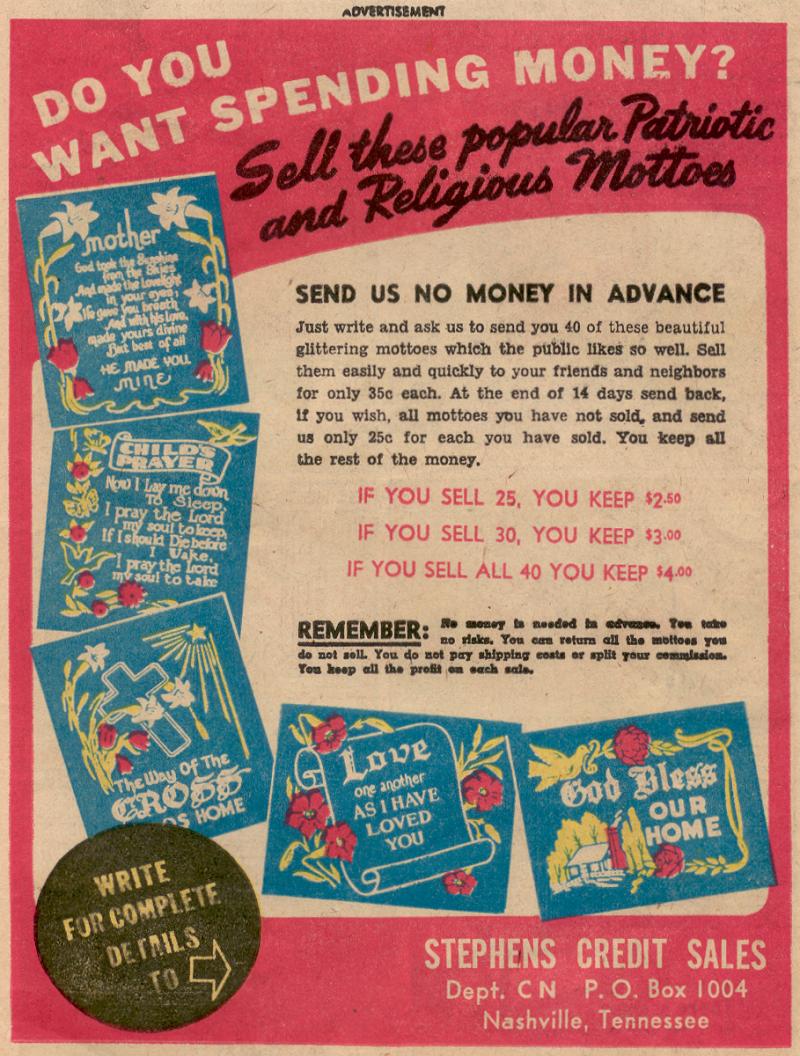 ADVERTISEMENT
DO YOU
WANT SPENDING MONEY?
Sell these popular Patriotic
and Religious Mottoes
mother
God took the Sunshine
from the Skies
And made the Lovelight
in your eyes,
He gave you breath
And with his Love,
made yours divine
But best of all
HE MADE YOU
MINE
CHILD'S
PRAYER
Now I Lay me down
To Sleep,
I pray the Lord
my soul to keep,
If I should Die before
I Wake,
I pray the Lord
my soul to take
The Way Of The
CROSS
DS HOME
SEND US NO MONEY IN ADVANCE
Just write and ask us to send you 40 of these beautiful
glittering mottoes which the public likes so well. Sell
them easily and quickly to your friends and neighbors
for only 35c each. At the end of 14 days send back,
if you wish, all mottoes you have not sold, and send
us only 25c for each you have sold. You keep all
the rest of the money.
IF YOU SELL 25, YOU KEEP $2.50
IF YOU SELL 30, YOU KEEP $3.00
IF YOU SELL ALL 40 YOU KEEP $4.00
REMEMBER: No money is needed in advance. You take
no risks. You can return all the mottoes you
do not sell. You do not pay shipping costs or split your commission.
You keep all the profit on each sale.
Love
one another
AS I HAVE
LOVED
YOU
God Bless
OUR
HOME
WRITE
FOR COMPLETE
DETAILS
TO
STEPHENS CREDIT SALES
Dept. CN P. O. Box 1004
Nashville, Tennessee